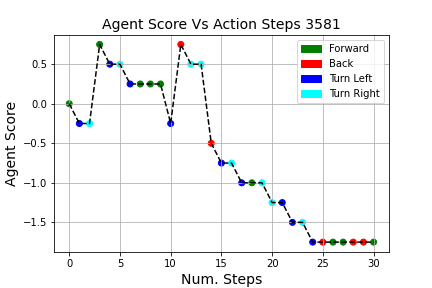 Agent Score Vs Action Steps 3581
Forward
Back
Turn Left
Turn Right
Agent Score
0.5
0.0
−0.5
−1.0
−1.5
0 5 10 15 20 25 30
Num. Steps